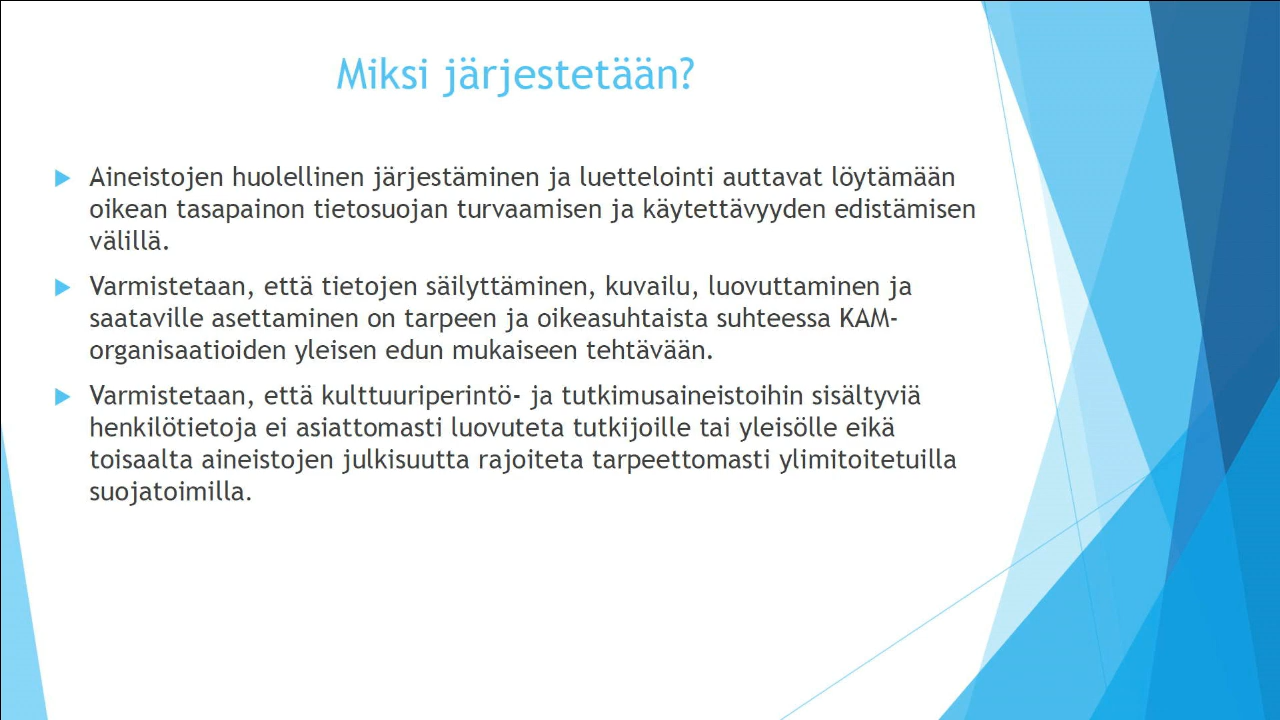 Miksi järjestetään?
Aineistojen huolellinen järjestäminen ja luettelointi auttavat löytämään
oikean tasapainon tietosuojan turvaamisen ja käytettävyyden edistämisen
välillä.
Varmistetaan, että tietojen säilyttäminen, kuvailu, luovuttaminen ja
saataville asettaminen on tarpeen ja oikeasuhtaista suhteessa KAM-
organisaatioiden yleisen edun mukaiseen tehtävään.
Varmistetaan, että kulttuuriperintö- ja tutkimusaineistoihin sisältyviä
henkilötietoja ei asiattomasti luovuteta tutkijoille tai yleisölle eikä
toisaalta aineistojen julkisuutta rajoiteta tarpeettomasti ylimitoitetuilla
suojatoimilla.